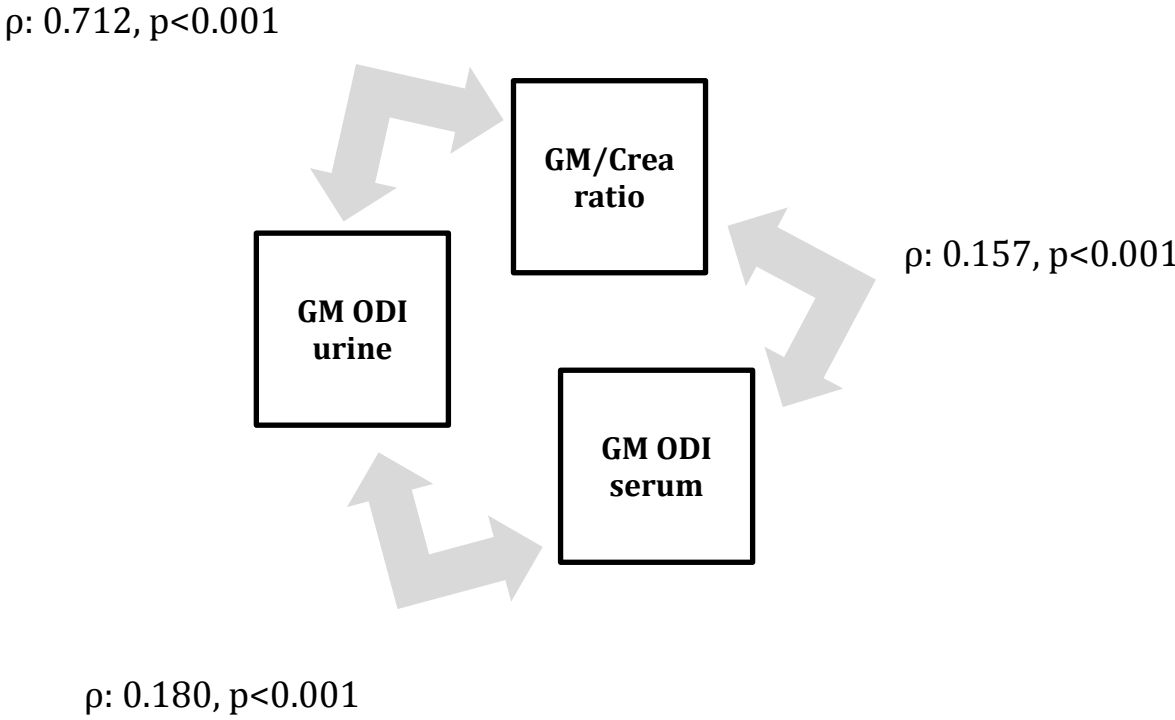 ρ: 0.712, p<0.001
GM/Crea
ratio
ρ: 0.157, p<0.001
GM ODI
urine
GM ODI
serum
ρ: 0.180, p<0.001